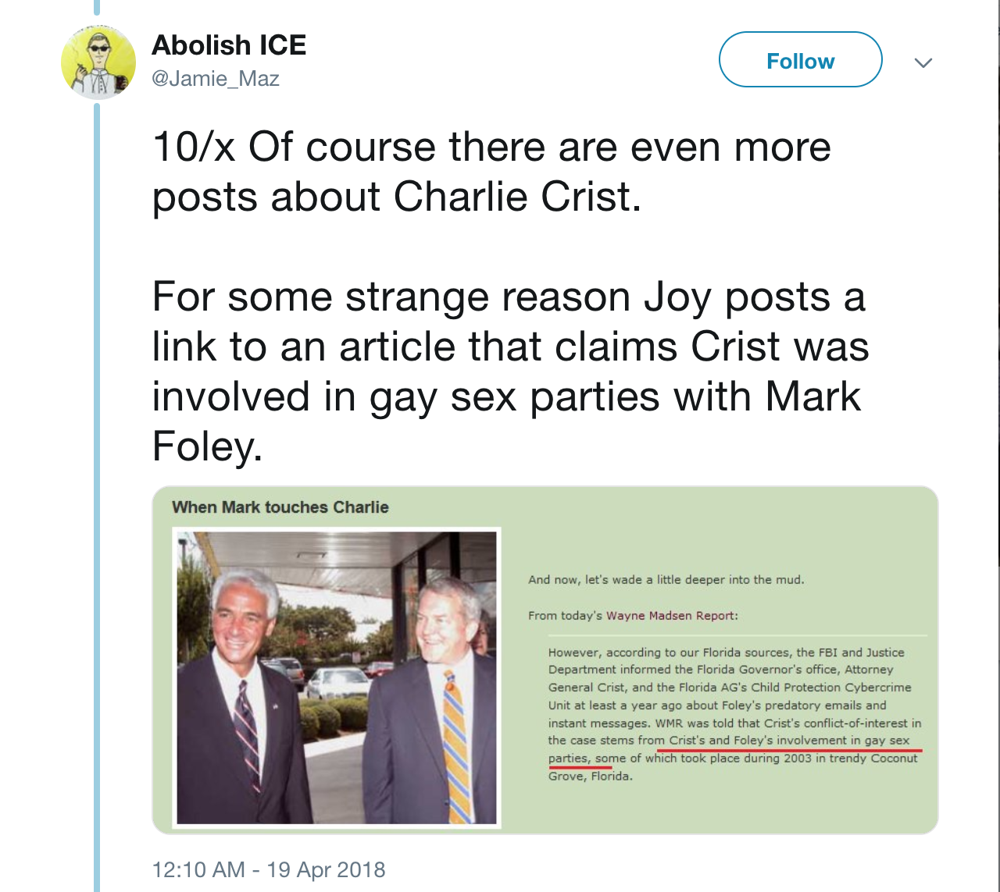 Abolish ICE
@Jamie_Maz
Follow
10/x Of course there are even more
posts about Charlie Crist.
For some strange reason Joy posts a
link to an article that claims Crist was
involved in gay sex parties with Mark
Foley.
When Mark touches Charlie
And now, let's wade a little deeper into the mud.
From today's Wayne Madsen Report:
However, according to our Florida sources, the FBI and Justice
Department informed the Florida Governor's office, Attorney
General Crist, and the Florida AG's Child Protection Cybercrime
Unit at least a year ago about Foley's predatory emails and
instant messages. WMR was told that Crist's conflict-of-interest in
the case stems from Crist's and Foley's involvement in gay sex
parties, some of which took place during 2003 in trendy Coconut
Grove, Florida.
12:10 AM - 19 Apr 2018